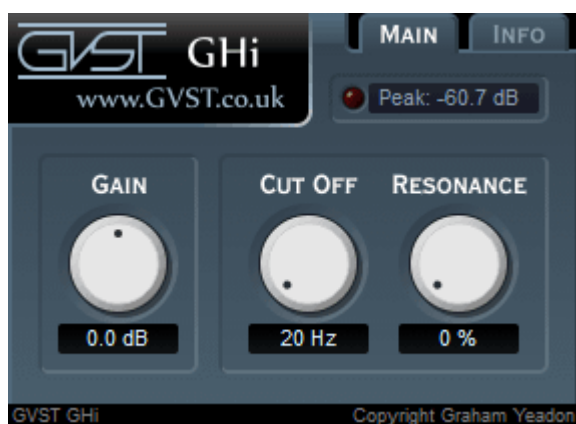 GVST GHi
www.GVST.co.uk
MAIN INFO
Peak: -60.7 dB
GAIN CUT OFF RESONANCE
0.0 dB 20 Hz 0 %
GVST GHi Copyright Graham Yeadon